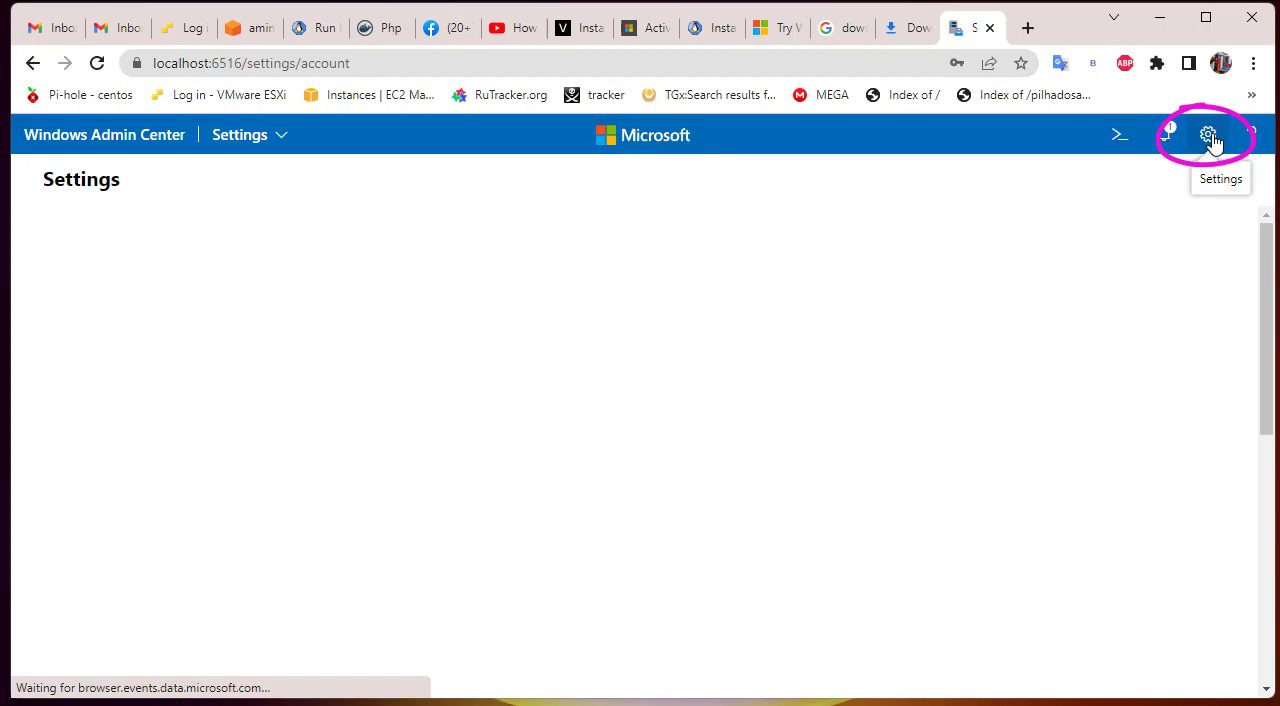 Inbo Inbo Log i amin Run Php (20+ How Insta Activ Insta Try V dow Dow S
localhost:6516/settings/account
Pi-hole - centos Log in - VMware ESXi Instances | EC2 Ma... RuTracker.org tracker TGx:Search results f... MEGA Index of / Index of /pilhadosa...
Windows Admin Center Settings Microsoft 1
Settings
Settings
Waiting for browser.events.data.microsoft.com...